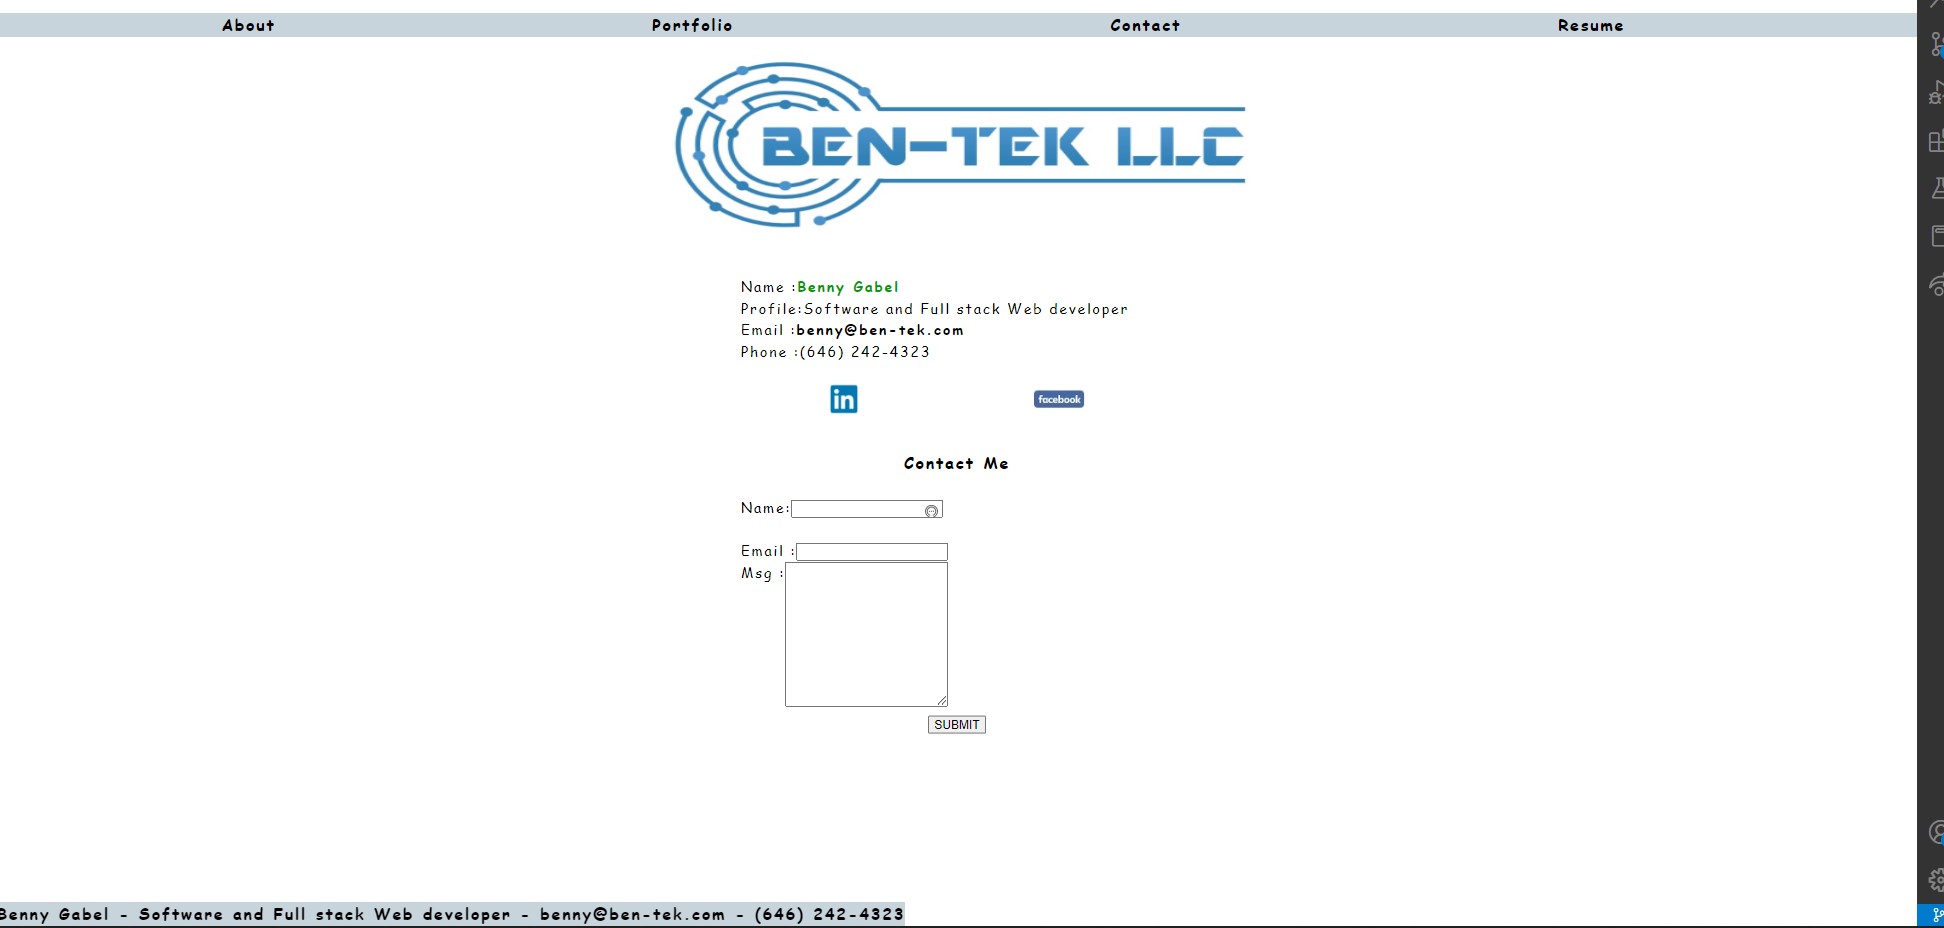 About Portfolio Contact Resume
BEN-TEK LLC
Name :Benny Gabel
Profile:Software and Full stack Web developer
Email :benny@ben-tek.com
Phone :(646) 242-4323
in facebook
Contact Me
Name:
Email :
Msg :
SUBMIT
Benny Gabel - Software and Full stack Web developer - benny@ben-tek.com - (646) 242-4323